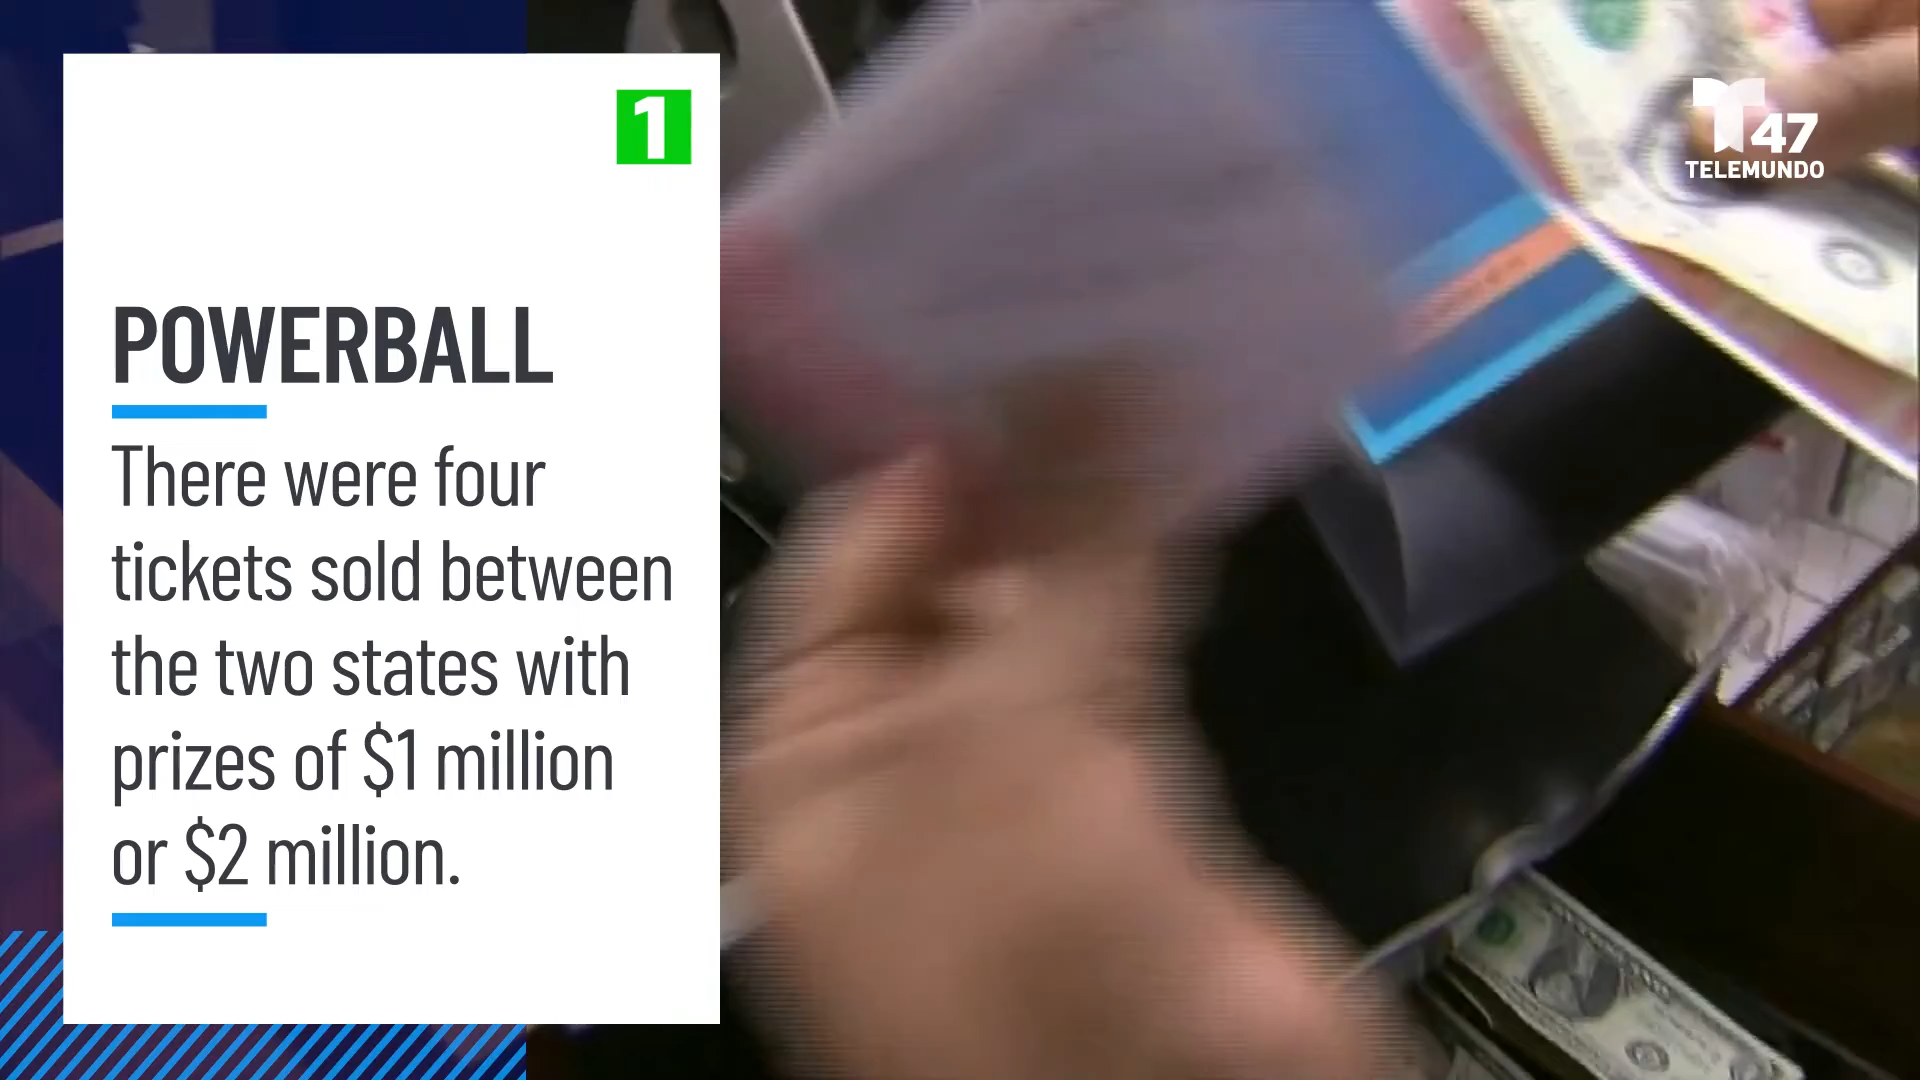 1
POWERBALL
There were four
tickets sold between
the two states with
prizes of $1 million
or $2 million.
47
TELEMUNDO